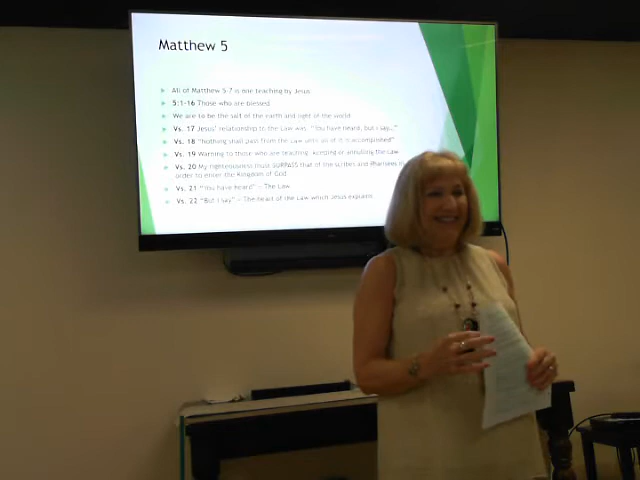 Matthew 5
All of Matthew 5-7 is one teaching by Jesus
5:1-16 Those who are blessed
We are to be the salt of the earth and light of the world
Vs. 17 Jesus' relationship to the Law was "You have heard, but I say…"
Vs. 18 "Nothing shall pass from the Law until all of it is accomplished"
Vs. 19 Warning to those who are teaching, keeping or annulling the Law
Vs. 20 My righteousness must SURPASS that of the scribes and Pharisees in
order to enter the Kingdom of God
Vs. 21 "You have heard" – The Law
Vs. 22 "But I say" – The heart of the Law which Jesus explains